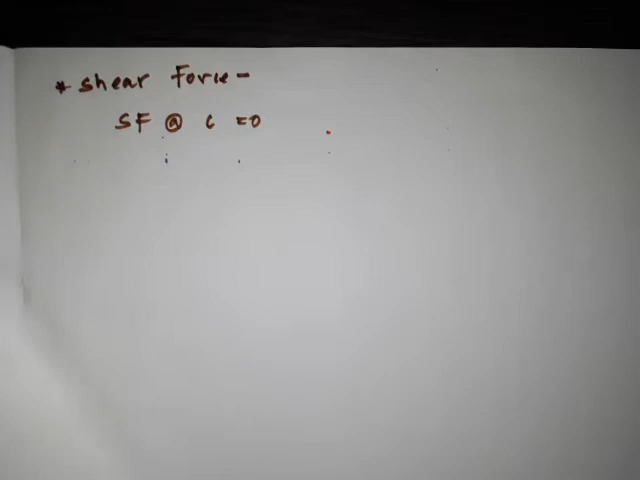 * Shear Force -
SF @ C = 0